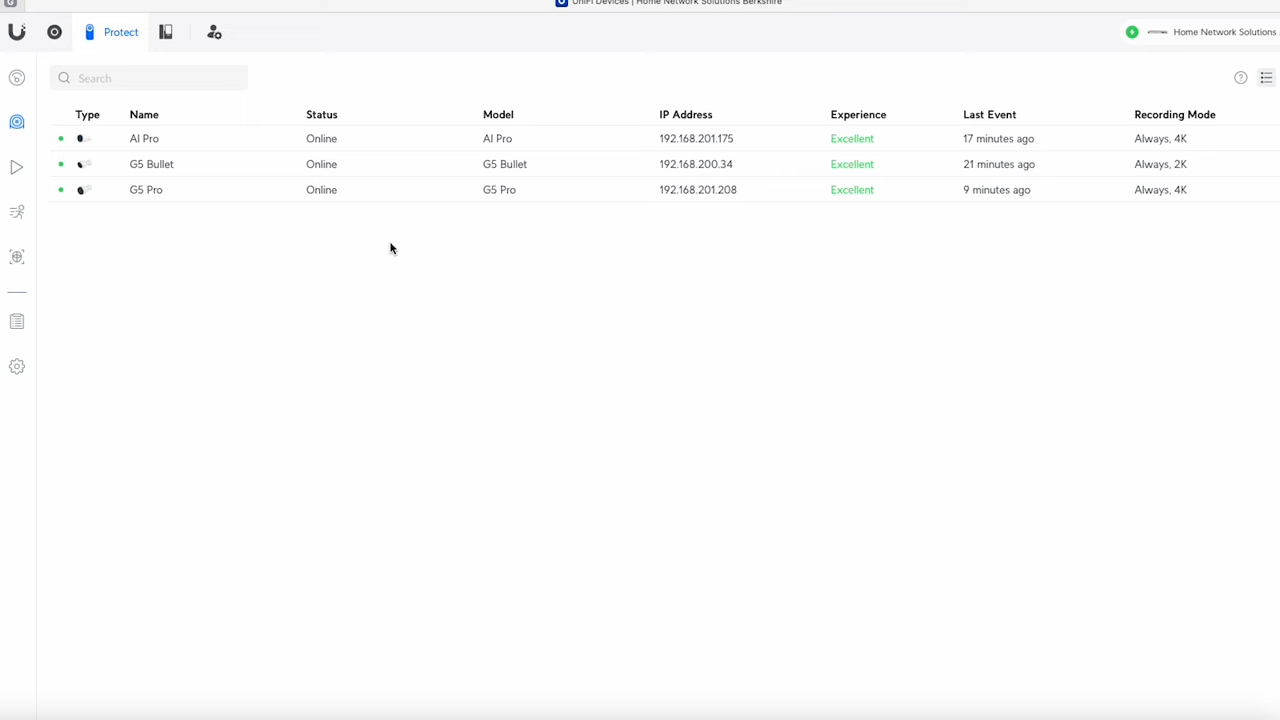 UniFi Devices | Home Network Solutions Berkshire
Protect
Home Network Solutions
Search
Type Name Status Model IP Address Experience Last Event Recording Mode
AI Pro Online AI Pro 192.168.201.175 Excellent 17 minutes ago Always, 4K
G5 Bullet Online G5 Bullet 192.168.200.34 Excellent 21 minutes ago Always, 2K
G5 Pro Online G5 Pro 192.168.201.208 Excellent 9 minutes ago Always, 4K